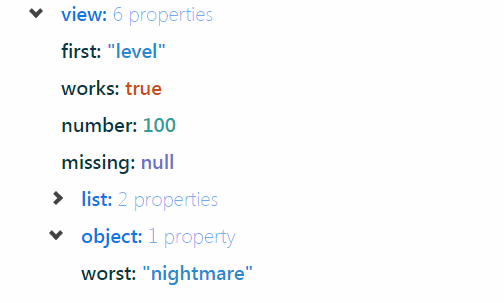 view: 6 properties
first: "level"
works: true
number: 100
missing: null
list: 2 properties
object: 1 property
worst: "nightmare"